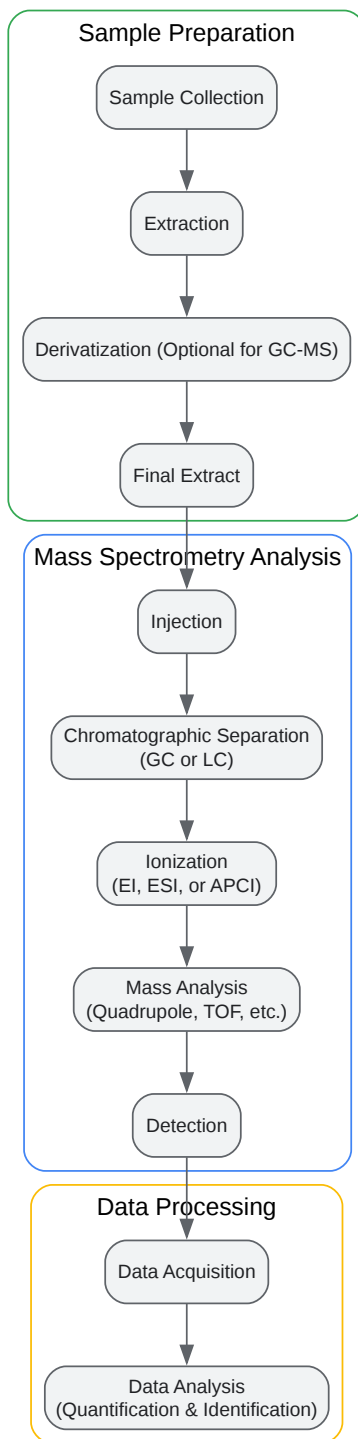 Sample Preparation
Sample Collection
Extraction
Derivatization (Optional for GC-MS)
Final Extract
Mass Spectrometry Analysis
Injection
Chromatographic Separation
(GC or LC)
Ionization
(EI, ESI, or APCI)
Mass Analysis
(Quadrupole, TOF, etc.)
Detection
Data Processing
Data Acquisition
Data Analysis
(Quantification & Identification)